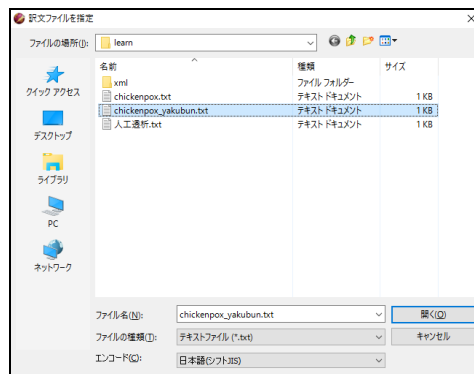 訳文ファイルを指定
ファイルの場所(I): learn
名前 種類 サイズ
xml ファイル フォルダー
chickenpox.txt テキスト ドキュメント 1 KB
chickenpox_yakubun.txt テキスト ドキュメント 1 KB
人工透析.txt テキスト ドキュメント 1 KB
クイック アクセス
デスクトップ
ライブラリ
PC
ネットワーク
ファイル名(N): chickenpox_yakubun.txt 開く(O)
ファイルの種類(T): テキストファイル (*.txt) キャンセル
エンコード(C): 日本語(シフトJIS)